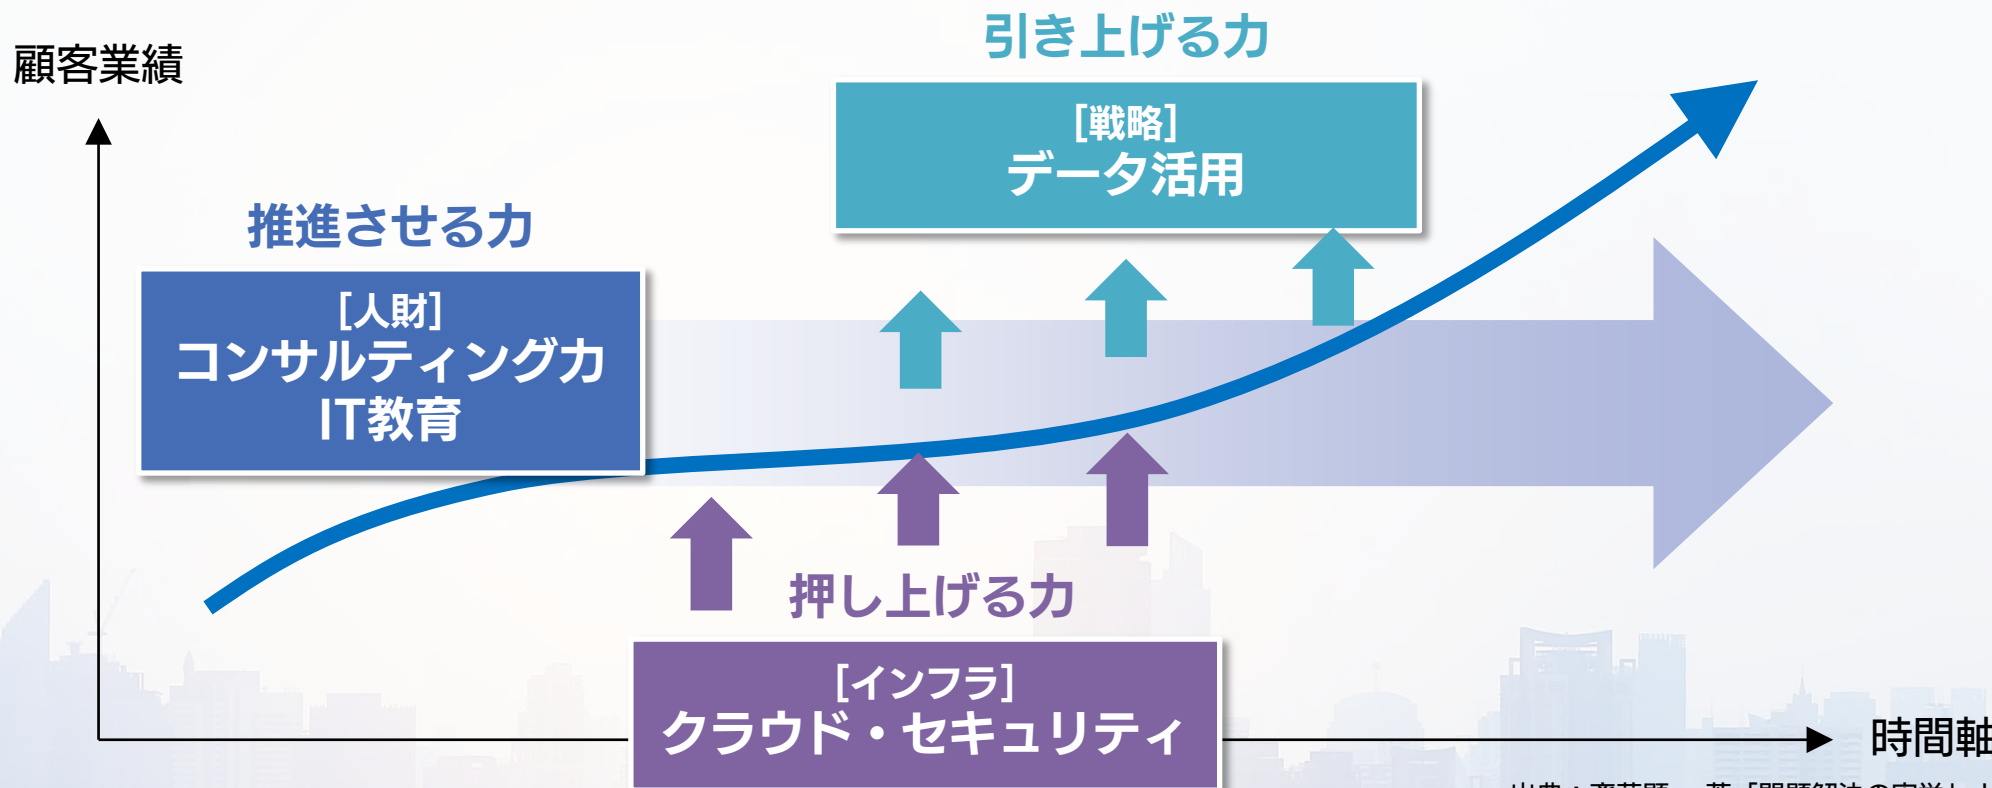 顧客業績
引き上げる力
[戦略]
データ活用
推進させる力
[人財]
コンサルティング力
IT教育
押し上げる力
[インフラ]
クラウド・セキュリティ
時間軸